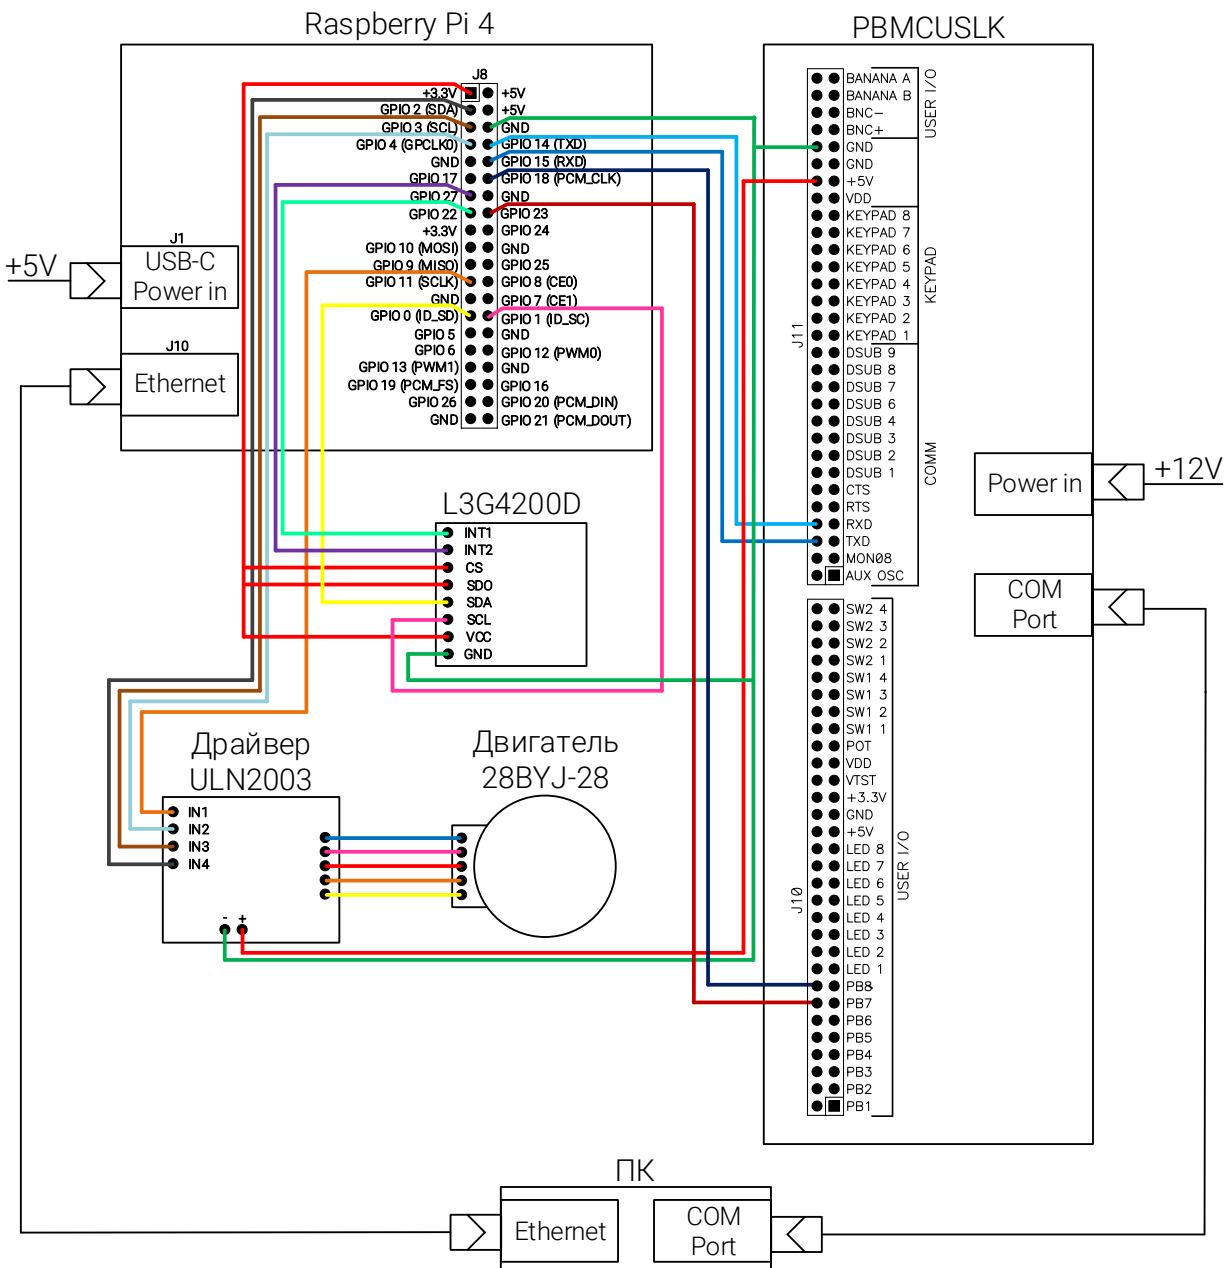 Raspberry Pi 4
J8
+3.3V
+5V
GPIO 2 (SDA)
+5V
GPIO 3 (SCL)
GND
GPIO 4 (GPCLK0)
GPIO 14 (TXD)
GND
GPIO 15 (RXD)
GPIO 17
GPIO 18 (PCM_CLK)
GPIO 27
GND
GPIO 22
GPIO 23
+3.3V
GPIO 24
GPIO 10 (MOSI)
GND
GPIO 9 (MISO)
GPIO 25
GPIO 11 (SCLK)
GPIO 8 (CE0)
GND
GPIO 7 (CE1)
GPIO 0 (ID_SD)
GPIO 1 (ID_SC)
GPIO 5
GND
GPIO 6
GPIO 12 (PWM0)
GPIO 13 (PWM1)
GND
GPIO 19 (PCM_FS)
GPIO 16
GPIO 26
GPIO 20 (PCM_DIN)
GND
GPIO 21 (PCM_DOUT)
+5V
J1
USB-C
Power in
J10
Ethernet
PBMCUSLK
J11
BANANA A
BANANA B
BNC-
BNC+
USER I/O
GND
GND
+5V
VDD
KEYPAD 8
KEYPAD 7
KEYPAD 6
KEYPAD 5
KEYPAD 4
KEYPAD 3
KEYPAD 2
KEYPAD 1
KEYPAD
DSUB 9
DSUB 8
DSUB 7
DSUB 6
DSUB 4
DSUB 3
DSUB 2
DSUB 1
CTS
RTS
RXD
TXD
MON08
AUX OSC
COMM
J10
SW2 4
SW2 3
SW2 2
SW2 1
SW1 4
SW1 3
SW1 2
SW1 1
POT
VDD
VTST
+3.3V
GND
+5V
LED 8
LED 7
LED 6
LED 5
LED 4
LED 3
LED 2
LED 1
PB8
PB7
PB6
PB5
PB4
PB3
PB2
PB1
USER I/O
Power in
+12V
COM
Port
L3G4200D
INT1
INT2
CS
SDO
SDA
SCL
VCC
GND
Драйвер
ULN2003
IN1
IN2
IN3
IN4
- +
Двигатель
28BYJ-28
ПК
Ethernet
COM
Port